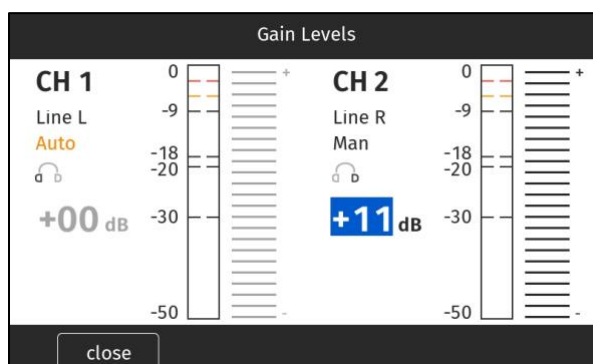 Gain Levels
CH 1
Line L
Auto
+00 dB
0
-9
-18
-20
-30
-50
+
-
CH 2
Line R
Man
+11 dB
0
-9
-18
-20
-30
-50
+
-
close